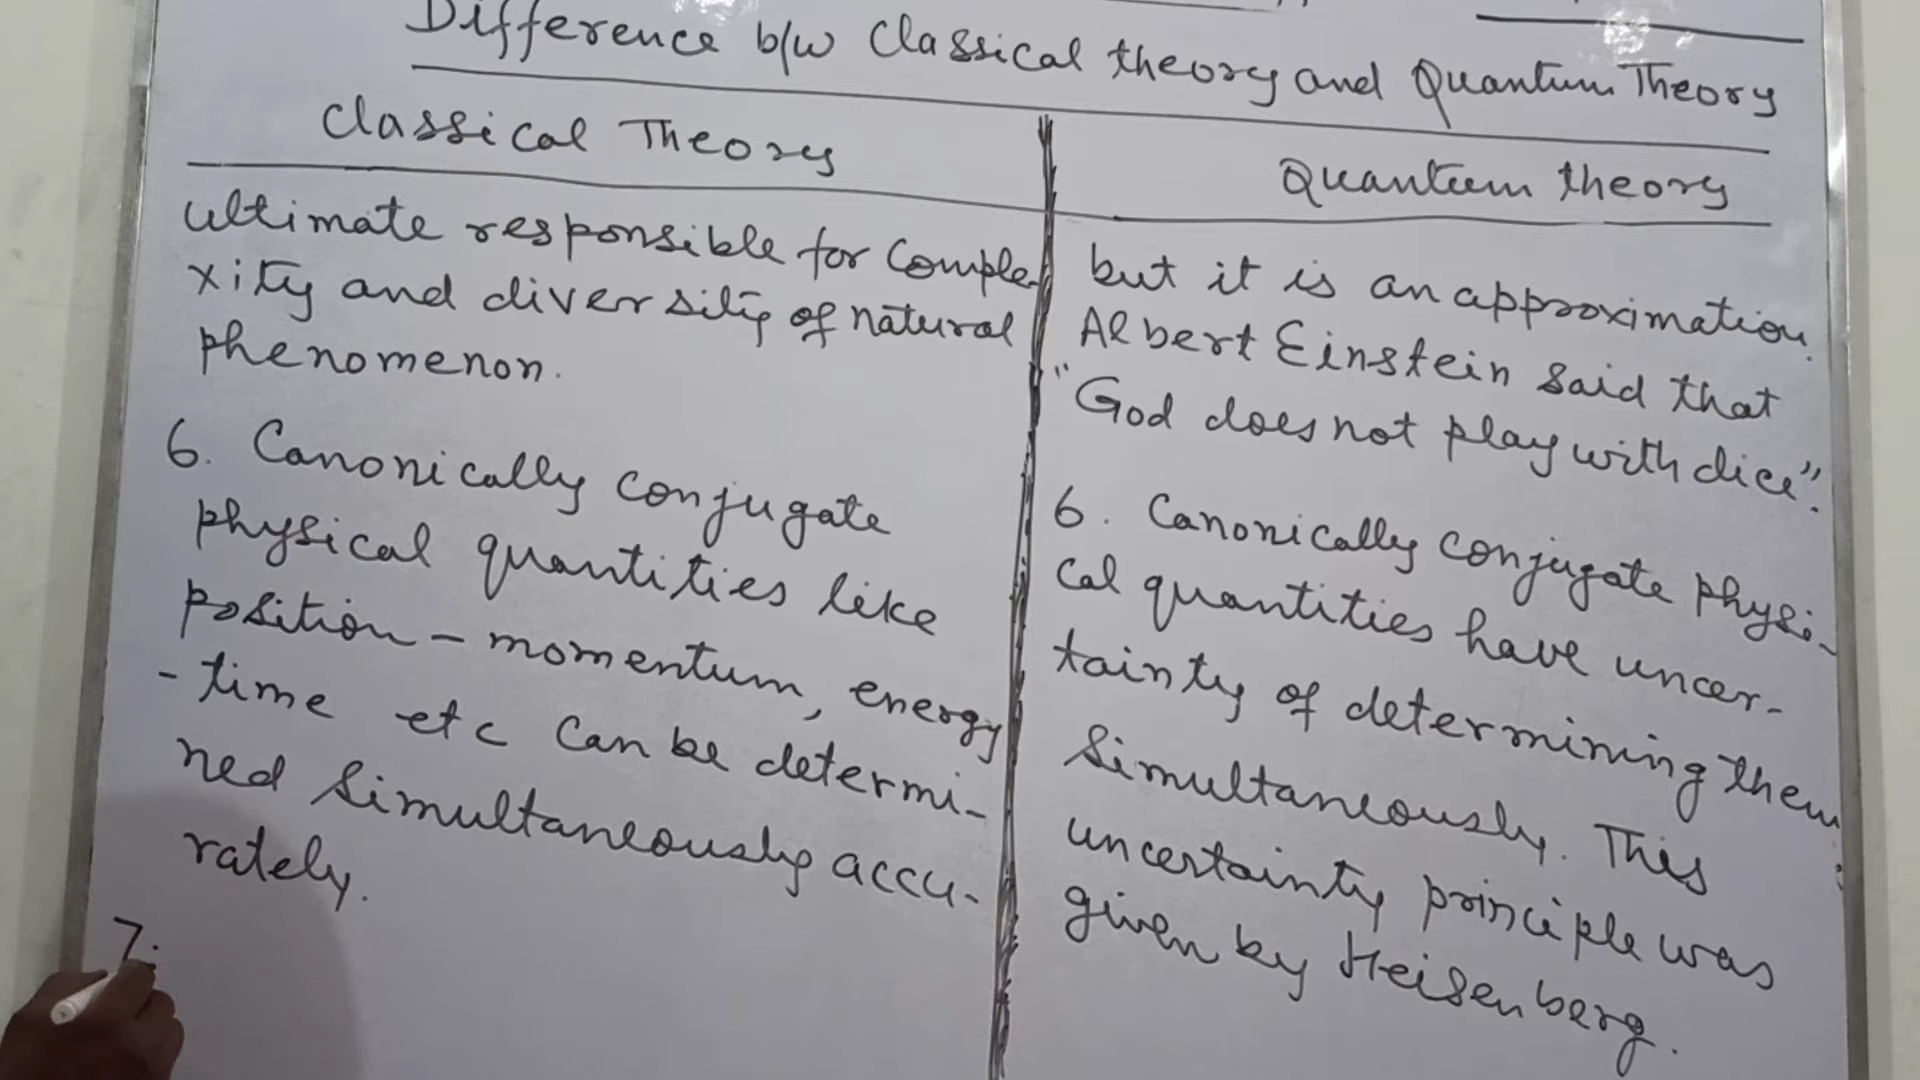 Difference b/w Classical theory and Quantum Theory
Classical Theory
ultimate responsible for Comple-
xity and diversity of natural
phenomenon.
6. Canonically conjugate
physical quantities like
position - momentum, energy
- time etc can be determi-
ned simultaneously accu-
rately.
7.
Quantum theory
but it is an approximation.
Albert Einstein said that
"God does not play with dice".
6. Canonically conjugate physi-
cal quantities have uncer-
tainty of determining them
simultaneously. This
uncertainty principle was
given by Heisenberg.